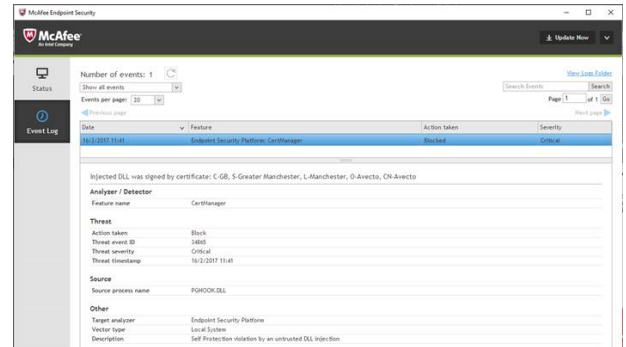 McAfee Endpoint Security
McAfee
An Intel Company
Update Now
Status
Event Log
Number of events: 1
View Logs Folder
Show all events
Search Events
Search
Events per page: 20
Page 1 of 1 Go
Previous page
Next page
Date Feature Action taken Severity
16/2/2017 11:41 Endpoint Security Platform: CertManager Blocked Critical
Injected DLL was signed by certificate: C-GB, S-Greater Manchester, L-Manchester, O-Avecto, CN-Avecto
Analyzer / Detector
Feature name CertManager
Threat
Action taken Block
Threat event ID 34865
Threat severity Critical
Threat timestamp 16/2/2017 11:41
Source
Source process name PGHOOK.DLL
Other
Target analyzer Endpoint Security Platform
Vector type Local System
Description Self Protection violation by an untrusted DLL injection